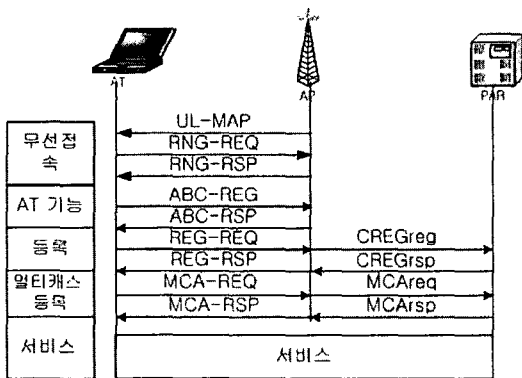 AT
AP
PAR
무선접
속
AT 기능
등록
멀티캐스
등록
서비스
UL-MAP
RNG-REQ
RNG-RSP
ABC-REG
ABC-RSP
REG-REQ
CREGreg
REG-RSP
CREGrsp
MCA-REQ
MCAreq
MCA-RSP
MCArsp
서비스